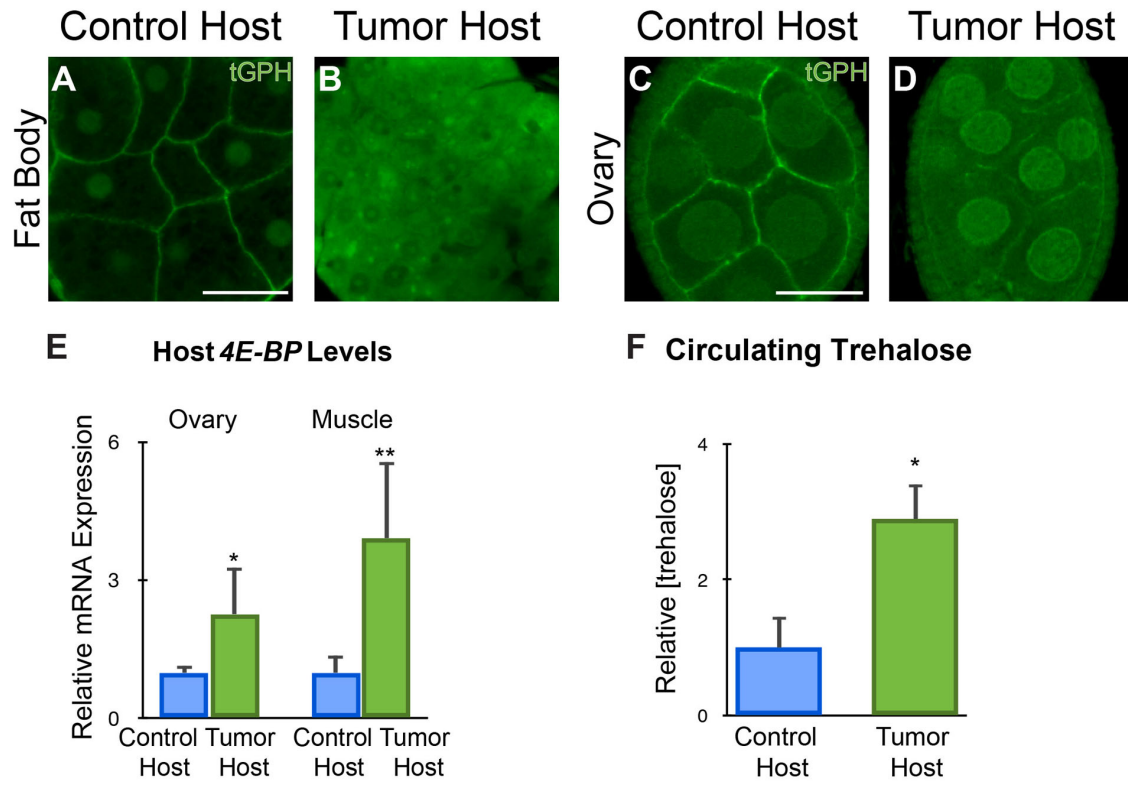 Control Host Tumor Host Control Host Tumor Host
A tGPH B C tGPH D
Fat Body
Ovary
E Host 4E-BP Levels
Ovary Muscle
Relative mRNA Expression
6
3
0
Control Tumor Control Tumor
Host Host Host Host
* **
F Circulating Trehalose
Relative [trehalose]
4
2
0
*
Control Tumor
Host Host